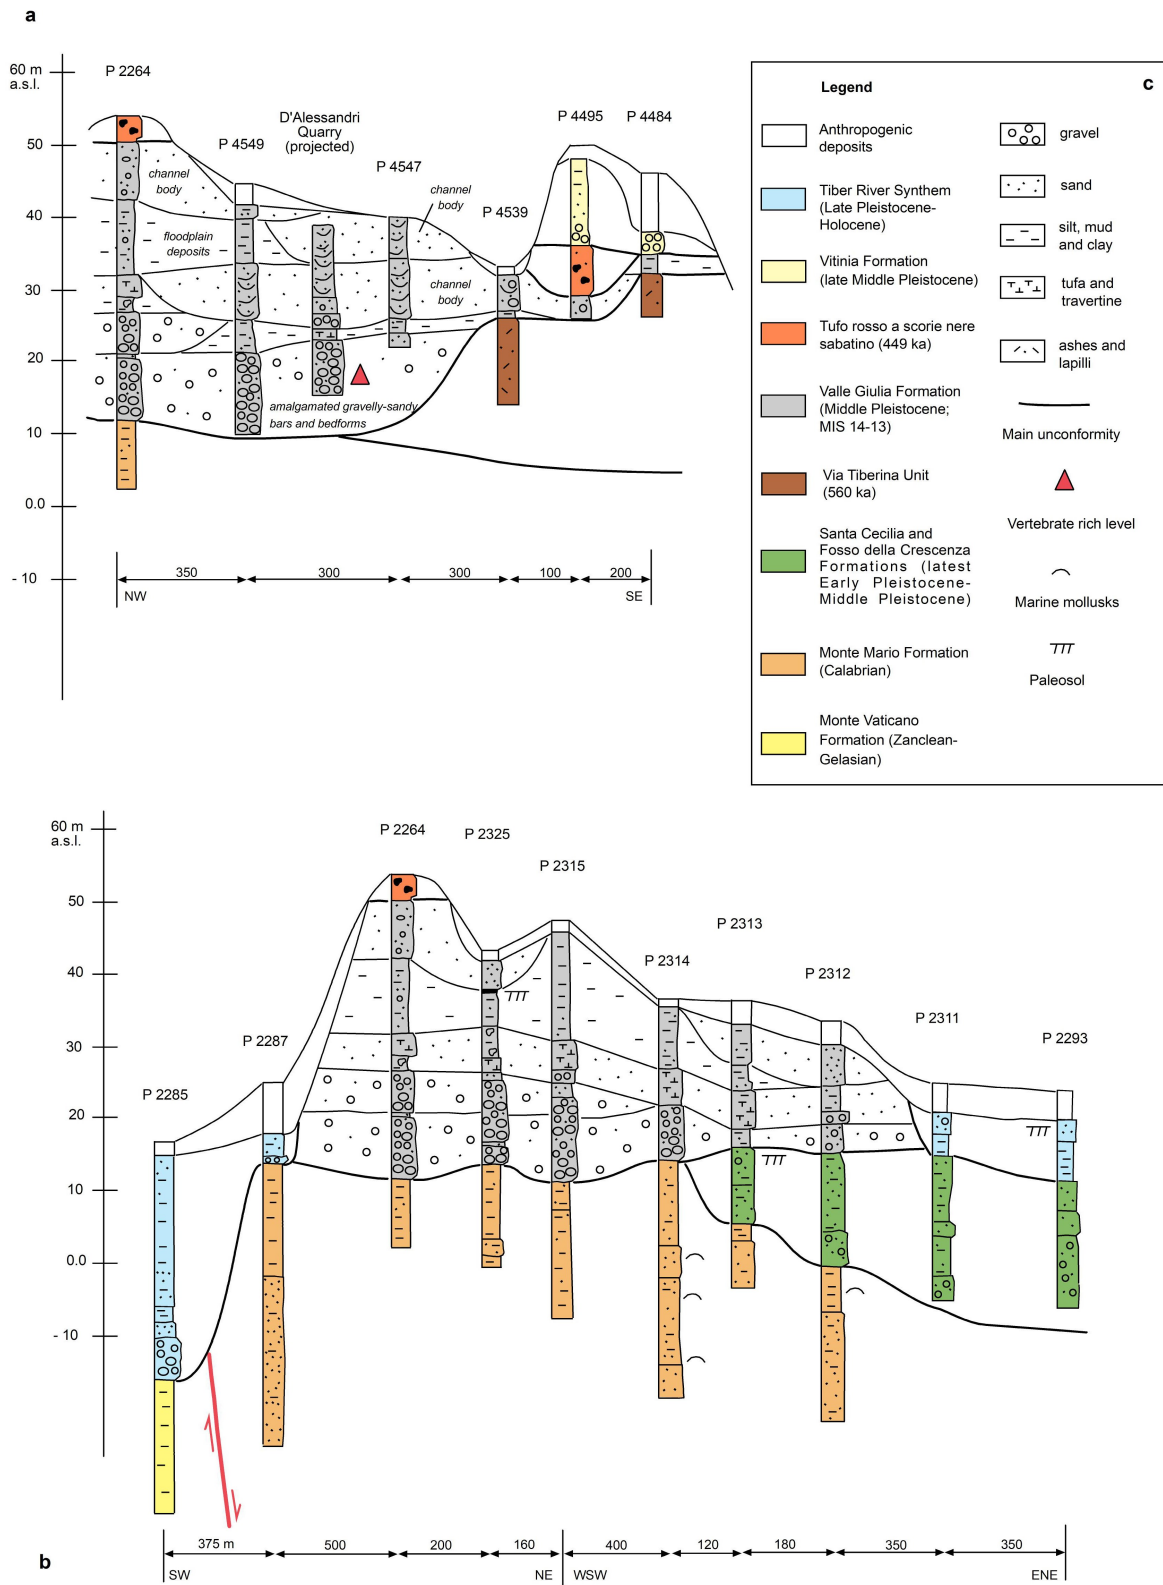 a
60 m
a.s.l.
50
40
30
20
10
0.0
- 10
P 2264
P 4549
D'Alessandri
Quarry
(projected)
P 4547
P 4539
P 4495
P 4484
channel
body
floodplain
deposits
channel
body
channel
body
amalgamated gravelly-sandy
bars and bedforms
350
300
300
100
200
NW
SE
c
Legend
Anthropogenic
deposits
Tiber River Synthem
(Late Pleistocene-
Holocene)
Vitinia Formation
(late Middle Pleistocene)
Tufo rosso a scorie nere
sabatino (449 ka)
Valle Giulia Formation
(Middle Pleistocene;
MIS 14-13)
Via Tiberina Unit
(560 ka)
Santa Cecilia and
Fosso della Crescenza
Formations (latest
Early Pleistocene-
Middle Pleistocene)
Monte Mario Formation
(Calabrian)
Monte Vaticano
Formation (Zanclean-
Gelasian)
gravel
sand
silt, mud
and clay
tufa and
travertine
ashes and
lapilli
Main unconformity
Vertebrate rich level
Marine mollusks
Paleosol
60 m
a.s.l.
50
40
30
20
10
0.0
- 10
P 2285
P 2287
P 2264
P 2325
P 2315
P 2314
P 2313
P 2312
P 2311
P 2293
375 m
500
200
160
400
120
180
350
350
SW
NE
WSW
ENE
b